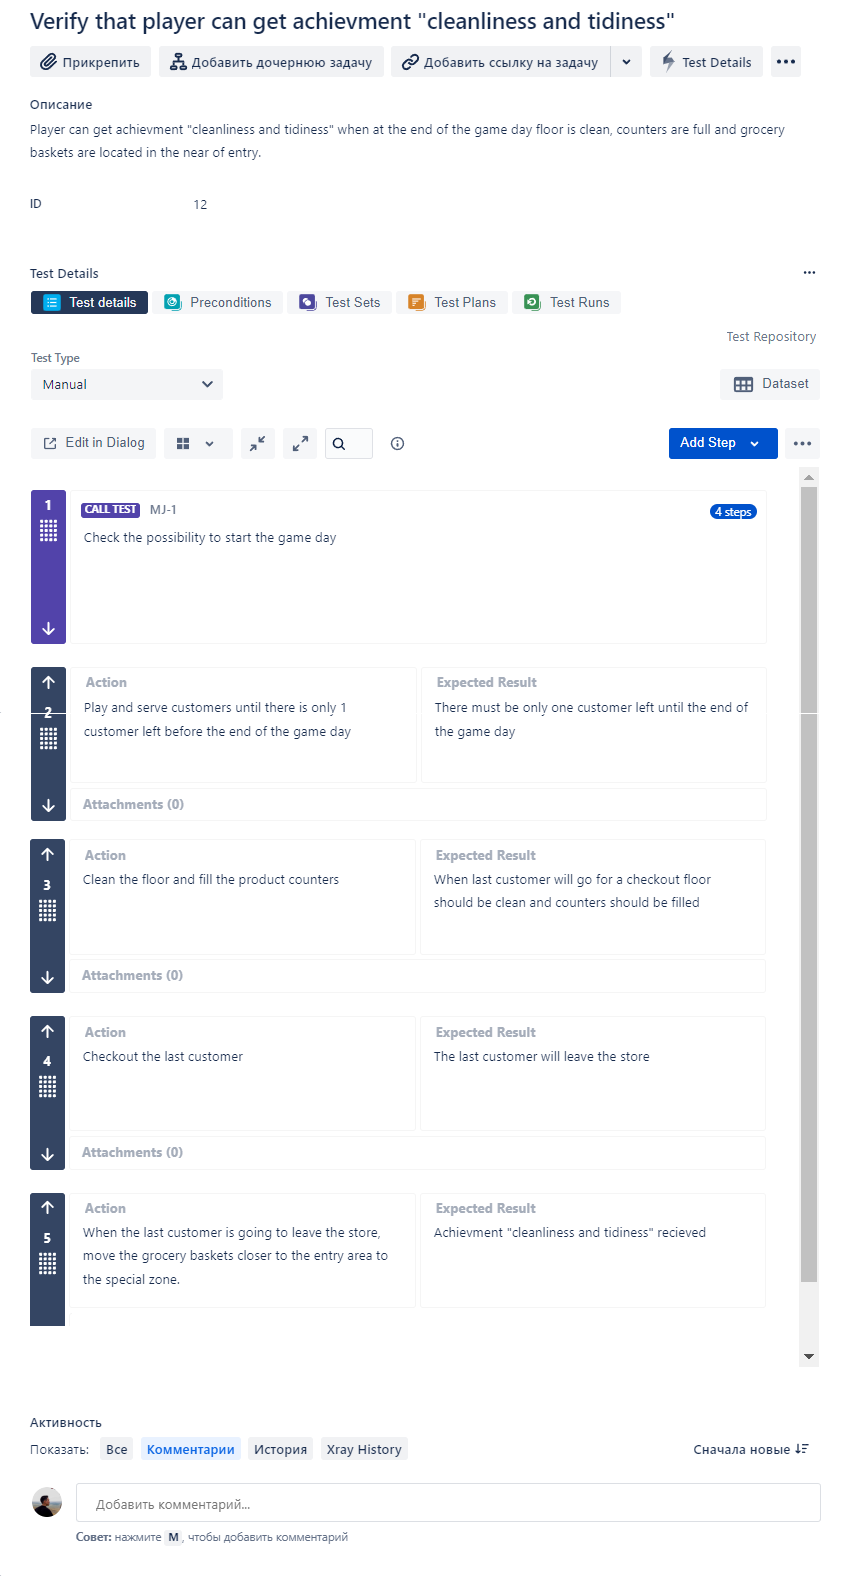 Verify that player can get achievment "cleanliness and tidiness"
Прикрепить Добавить дочернюю задачу Добавить ссылку на задачу Test Details
Описание
Player can get achievment "cleanliness and tidiness" when at the end of the game day floor is clean, counters are full and grocery
baskets are located in the near of entry.
ID 12
Test Details
Test details Preconditions Test Sets Test Plans Test Runs
Test Repository
Test Type
Manual Dataset
Edit in Dialog Add Step
1 CALL TEST MJ-1 4 steps
Check the possibility to start the game day
Action Expected Result
2
Play and serve customers until there is only 1 There must be only one customer left until the end of
customer left before the end of the game day the game day
Attachments (0)
Action Expected Result
3
Clean the floor and fill the product counters When last customer will go for a checkout floor
should be clean and counters should be filled
Attachments (0)
Action Expected Result
4
Checkout the last customer The last customer will leave the store
Attachments (0)
Action Expected Result
5
When the last customer is going to leave the store, Achievment "cleanliness and tidiness" recieved
move the grocery baskets closer to the entry area to
the special zone.
Активность
Показать: Все Комментарии История Xray History Сначала новые
Добавить комментарий...
Совет: нажмите M , чтобы добавить комментарий